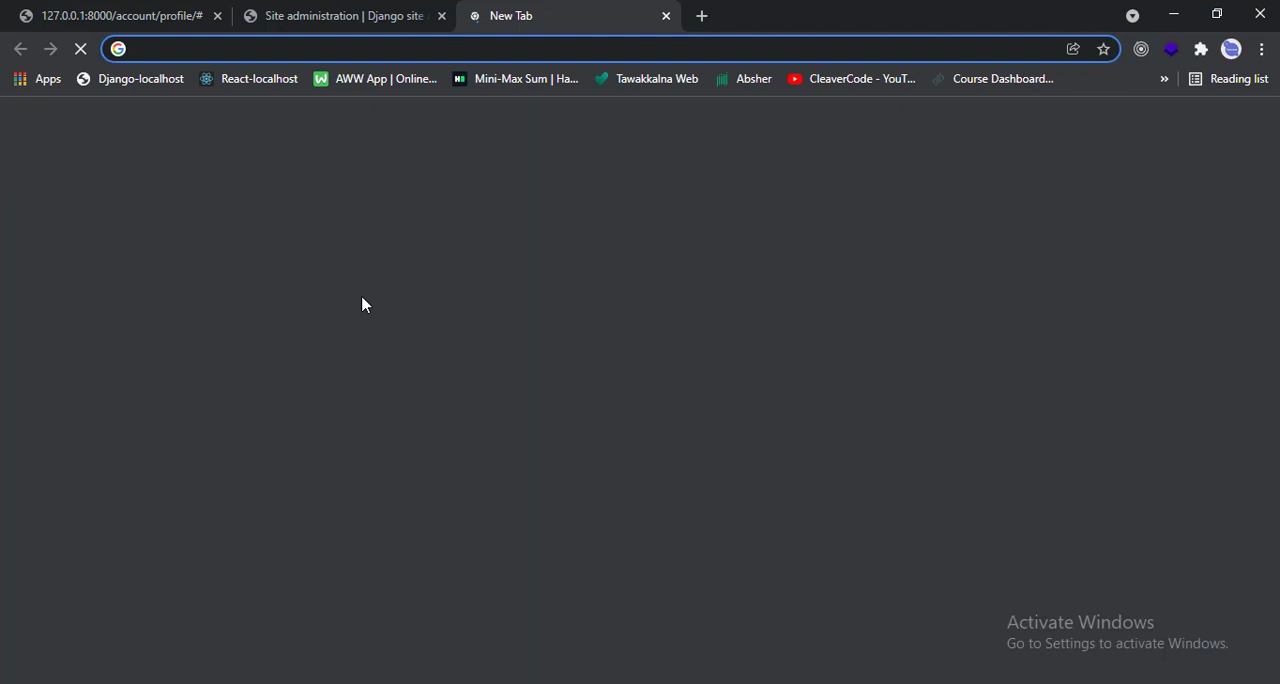 127.0.0.1:8000/account/profile/# Site administration | Django site New Tab
Apps Django-localhost React-localhost AWW App | Online... Mini-Max Sum | Ha... Tawakkalna Web Absher CleaverCode - YouT... Course Dashboard... » Reading list
Activate Windows
Go to Settings to activate Windows.